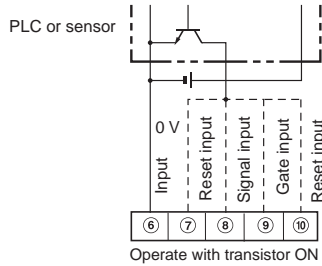 PLC or sensor
0 V
Input
Reset input
Signal input
Gate input
Reset input
⑥ ⑦ ⑧ ⑨ ⑩
Operate with transistor ON